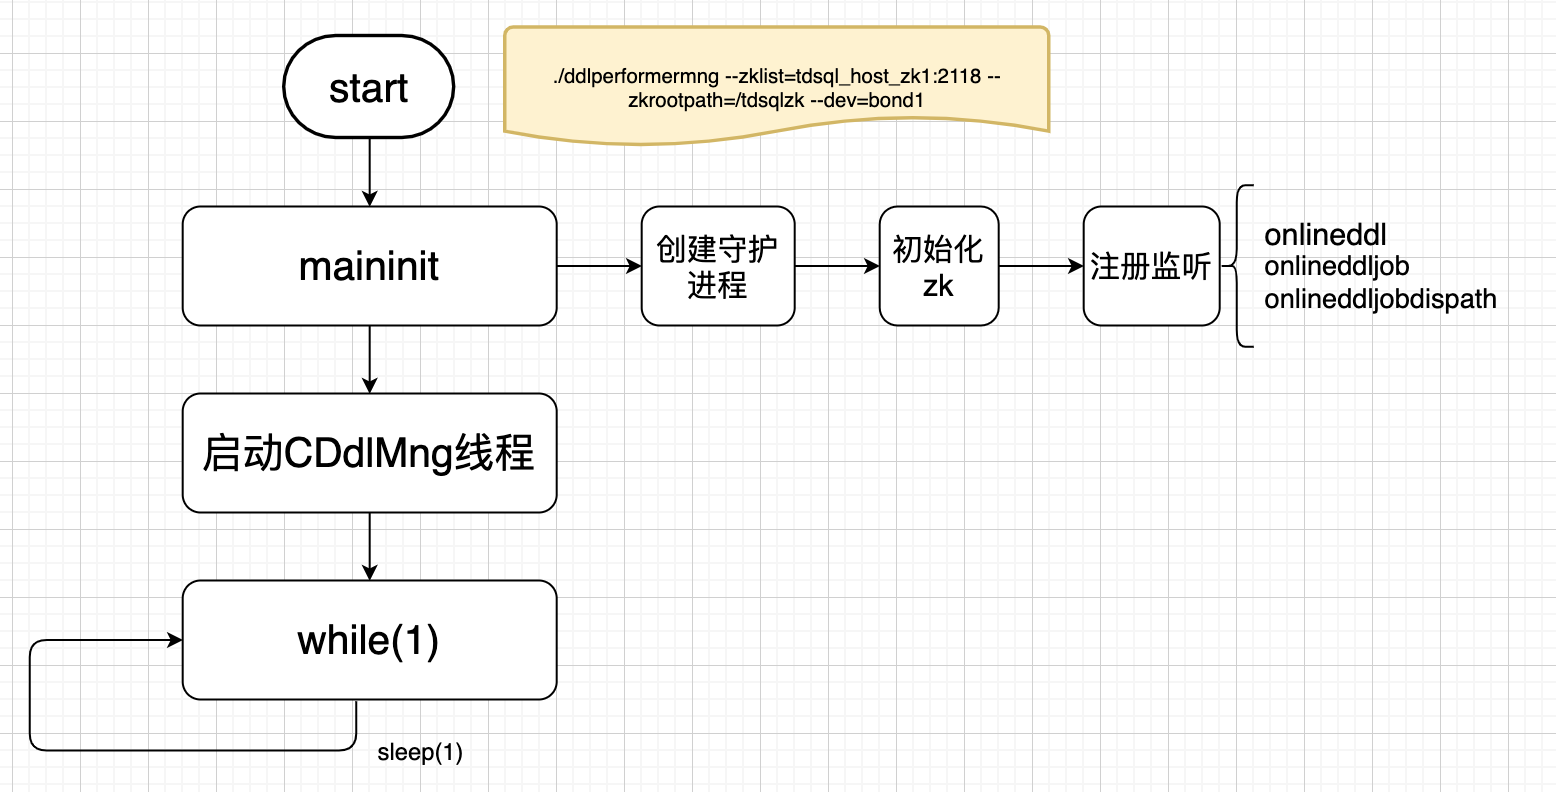 start
./ddlperformermng --zklist=tdsql_host_zk1:2118 --
zkrootpath=/tdsqlzk --dev=bond1
maininit
创建守护
进程
初始化
zk
注册监听
onlineddl
onlineddljob
onlineddljobdispath
启动CDdlMng线程
while(1)
sleep(1)